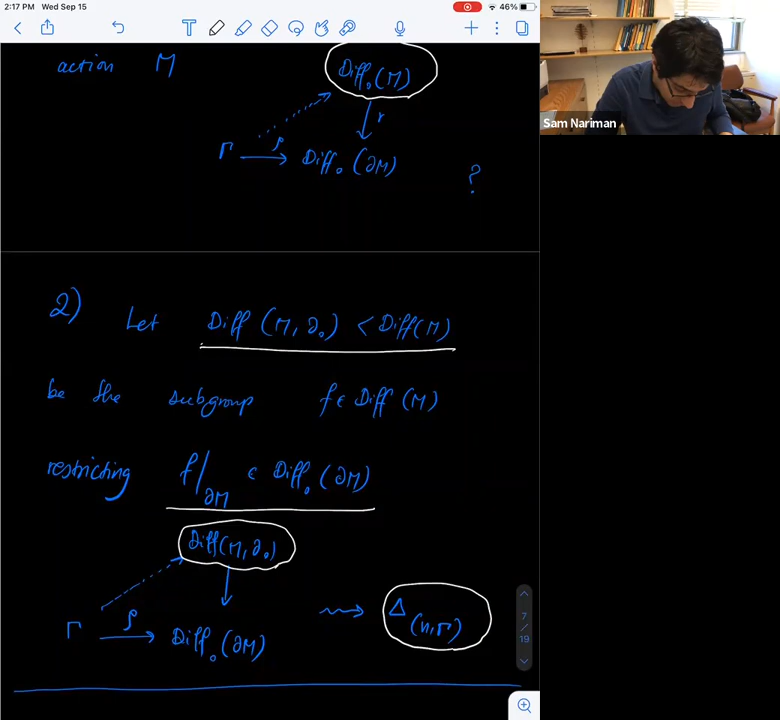 2:17 PM Wed Sep 15
46%
action M
Diff₀(M)
r
Γ ρ Diff₀(∂M)
?
2) Let Diff(M,∂₀) < Diff(M)
be the subgroup f ∈ Diff(M)
restricting f/∂M ∈ Diff₀(∂M)
Diff(M,∂₀)
Γ ρ Diff₀(∂M) ⇝ Δ(n,Γ)
7
/
19
Sam Nariman